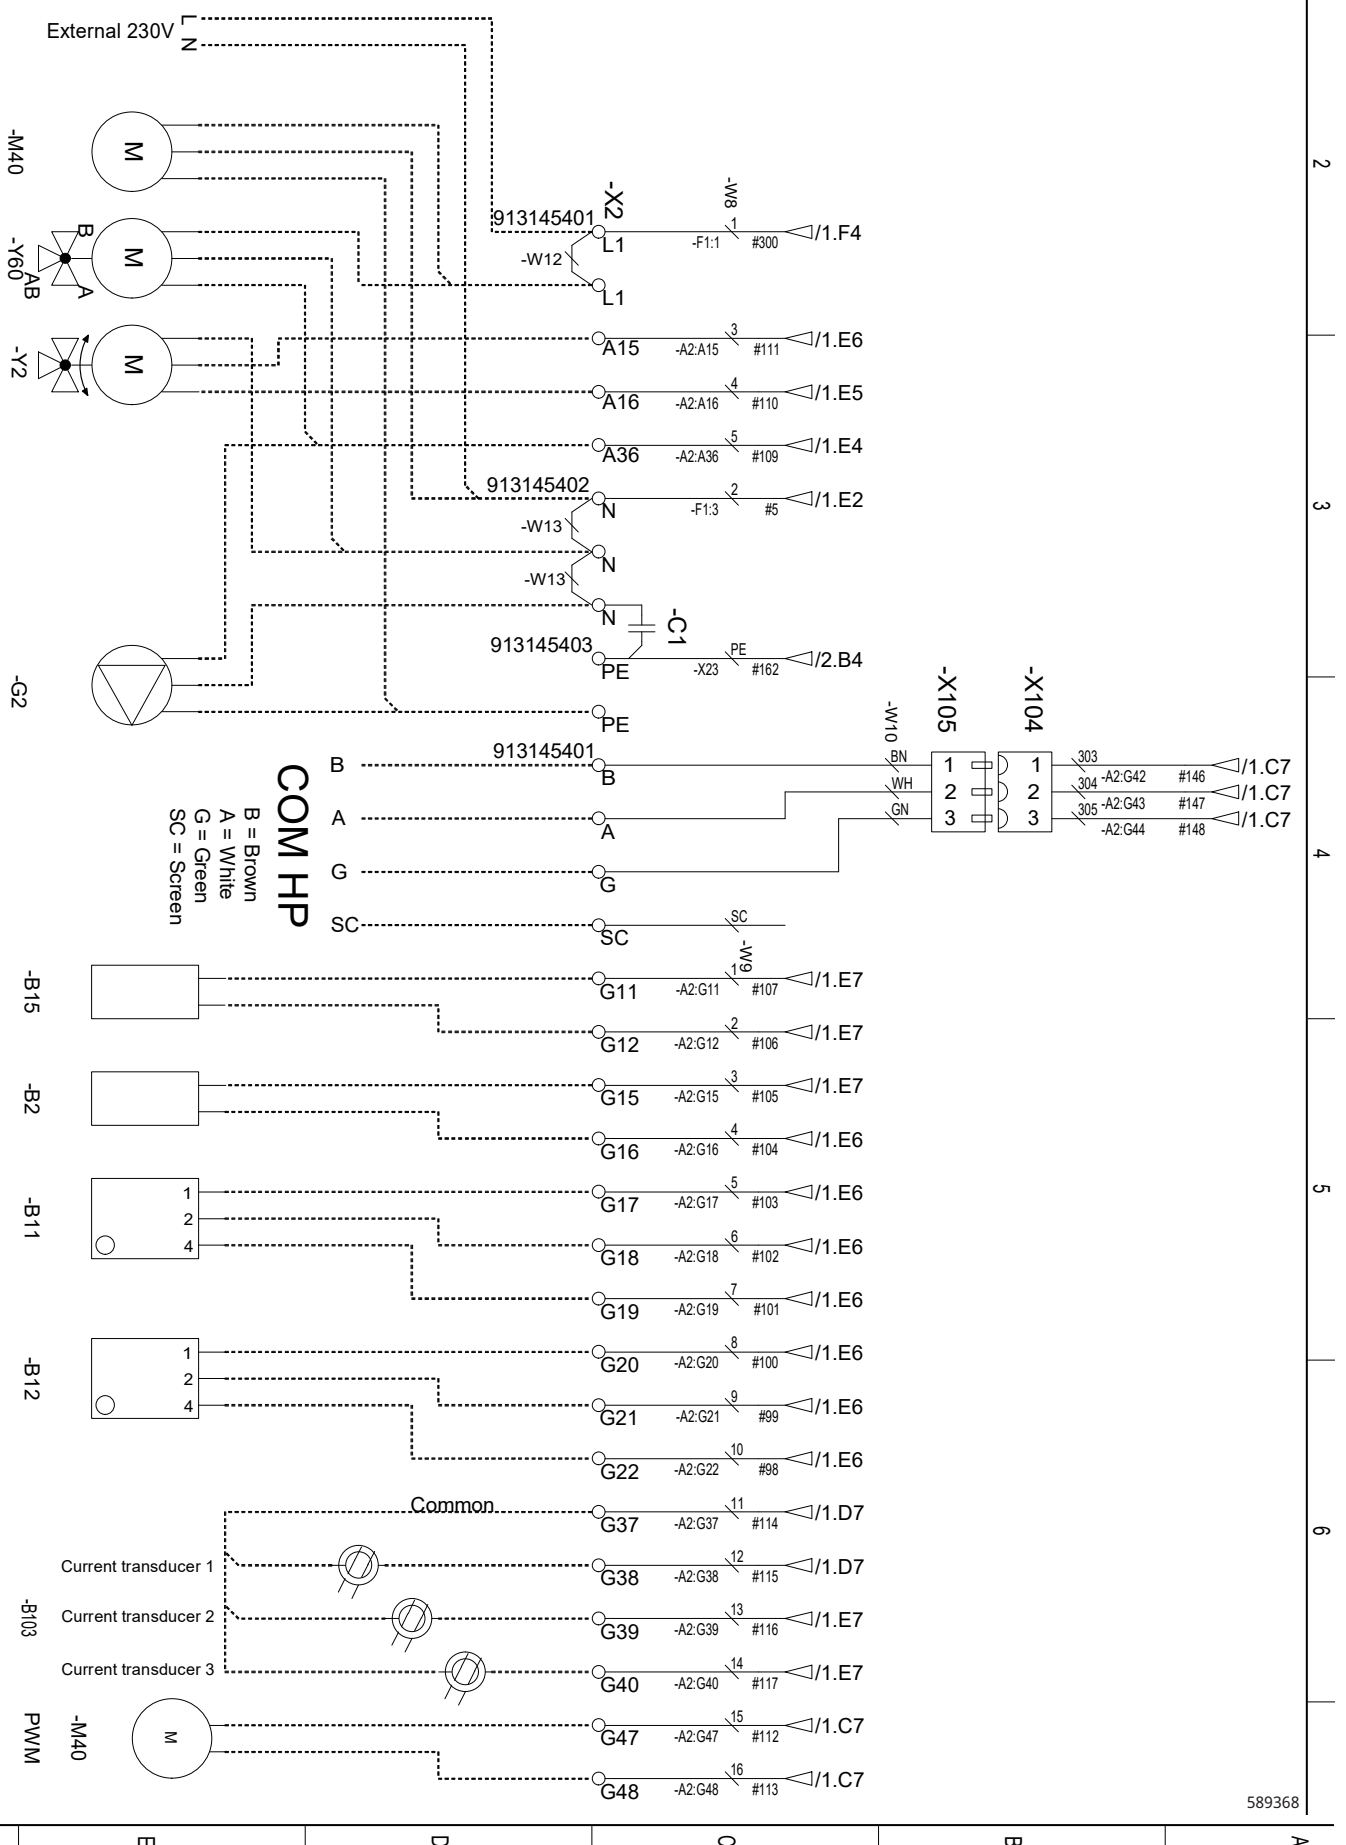 External 230V
L
N
2
-M40
M
-X2
-W8
913145401
L1
-F1:1
1
#300
/1.F4
-W12
L1
-Y60
B
AB
A
M
A15
-A2:A15
3
#111
/1.E6
-Y2
M
A16
-A2:A16
4
#110
/1.E5
A36
-A2:A36
5
#109
/1.E4
913145402
N
-F1:3
2
#5
/1.E2
3
-W13
N
-W13
N
-C1
913145403
PE
-X23
PE
#162
/2.B4
-G2
PE
-W10
-X105
-X104
B
913145401
B
BN
1
1
303
-A2:G42
#146
/1.C7
WH
2
2
304
-A2:G43
#147
/1.C7
A
A
GN
3
3
305
-A2:G44
#148
/1.C7
4
G
G
SC
SC
SC
COM HP
B = Brown
A = White
G = Green
SC = Screen
-W9
-B15
G11
-A2:G11
1
#107
/1.E7
G12
-A2:G12
2
#106
/1.E7
-B2
G15
-A2:G15
3
#105
/1.E7
G16
-A2:G16
4
#104
/1.E6
-B11
1
2
4
G17
-A2:G17
5
#103
/1.E6
5
G18
-A2:G18
6
#102
/1.E6
G19
-A2:G19
7
#101
/1.E6
-B12
1
2
4
G20
-A2:G20
8
#100
/1.E6
G21
-A2:G21
9
#99
/1.E6
G22
-A2:G22
10
#98
/1.E6
Common
G37
-A2:G37
11
#114
/1.D7
6
Current transducer 1
G38
-A2:G38
12
#115
/1.D7
-B103
Current transducer 2
G39
-A2:G39
13
#116
/1.E7
Current transducer 3
G40
-A2:G40
14
#117
/1.E7
PWM
-M40
M
G47
-A2:G47
15
#112
/1.C7
G48
-A2:G48
16
#113
/1.C7
589368
E
D
C
B
A